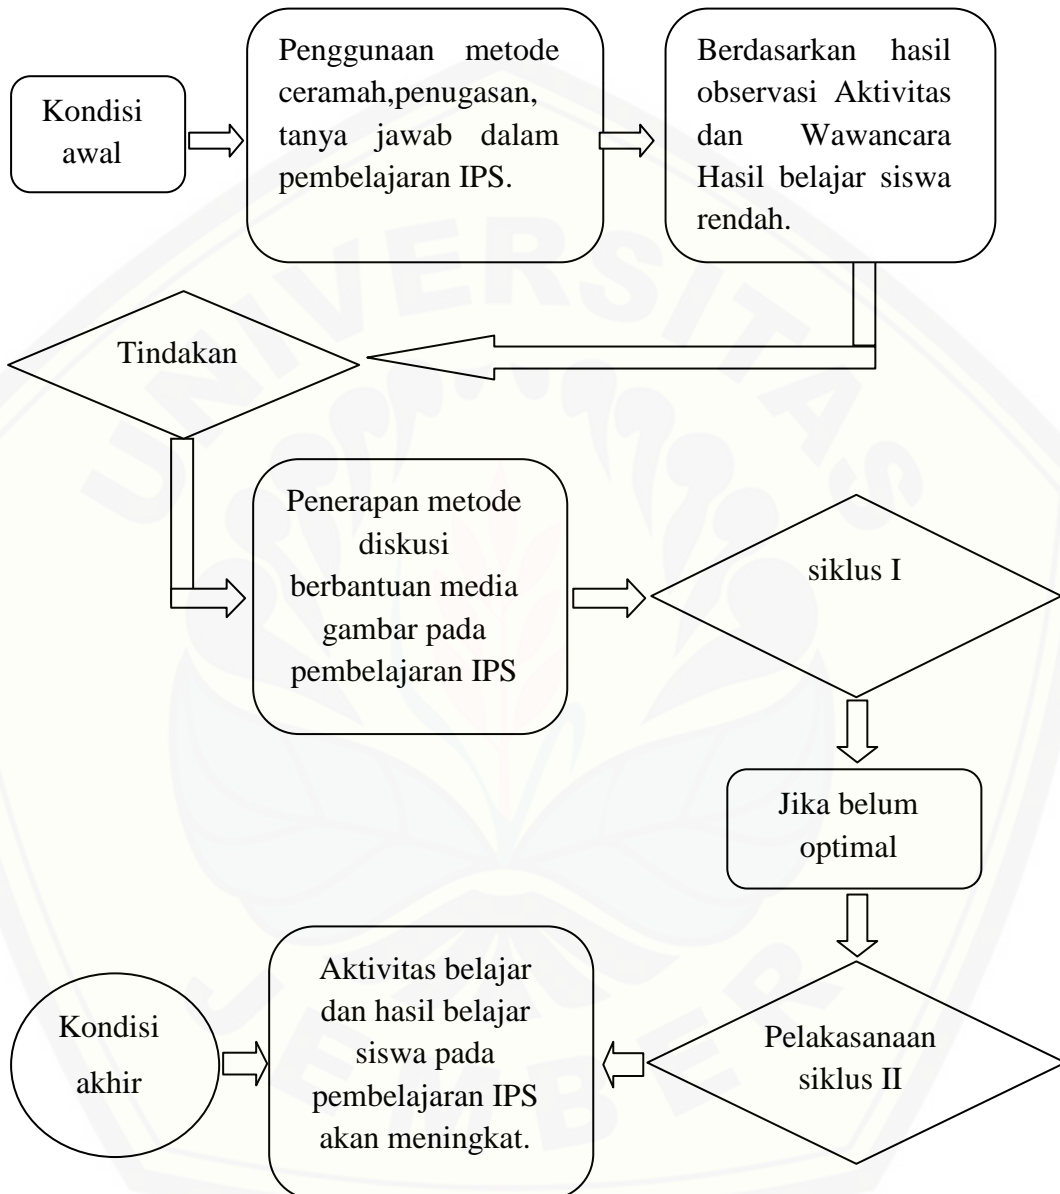 Kondisi
awal
Penggunaan metode
ceramah,penugasan,
tanya jawab dalam
pembelajaran IPS.
Berdasarkan hasil
observasi Aktivitas
dan Wawancara
Hasil belajar siswa
rendah.
Tindakan
Penerapan metode
diskusi
berbantuan media
gambar pada
pembelajaran IPS
siklus I
Jika belum
optimal
Pelakasanaan
siklus II
Aktivitas belajar
dan hasil belajar
siswa pada
pembelajaran IPS
akan meningkat.
Kondisi
akhir
UNIVERSITAS
JEMBER